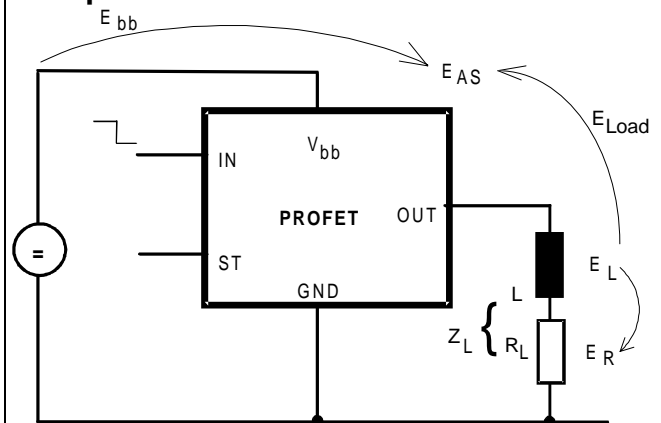 E bb
E AS
E Load
V bb
IN
PROFET
OUT
=
ST
GND
L
E L
Z L {
R L
E R